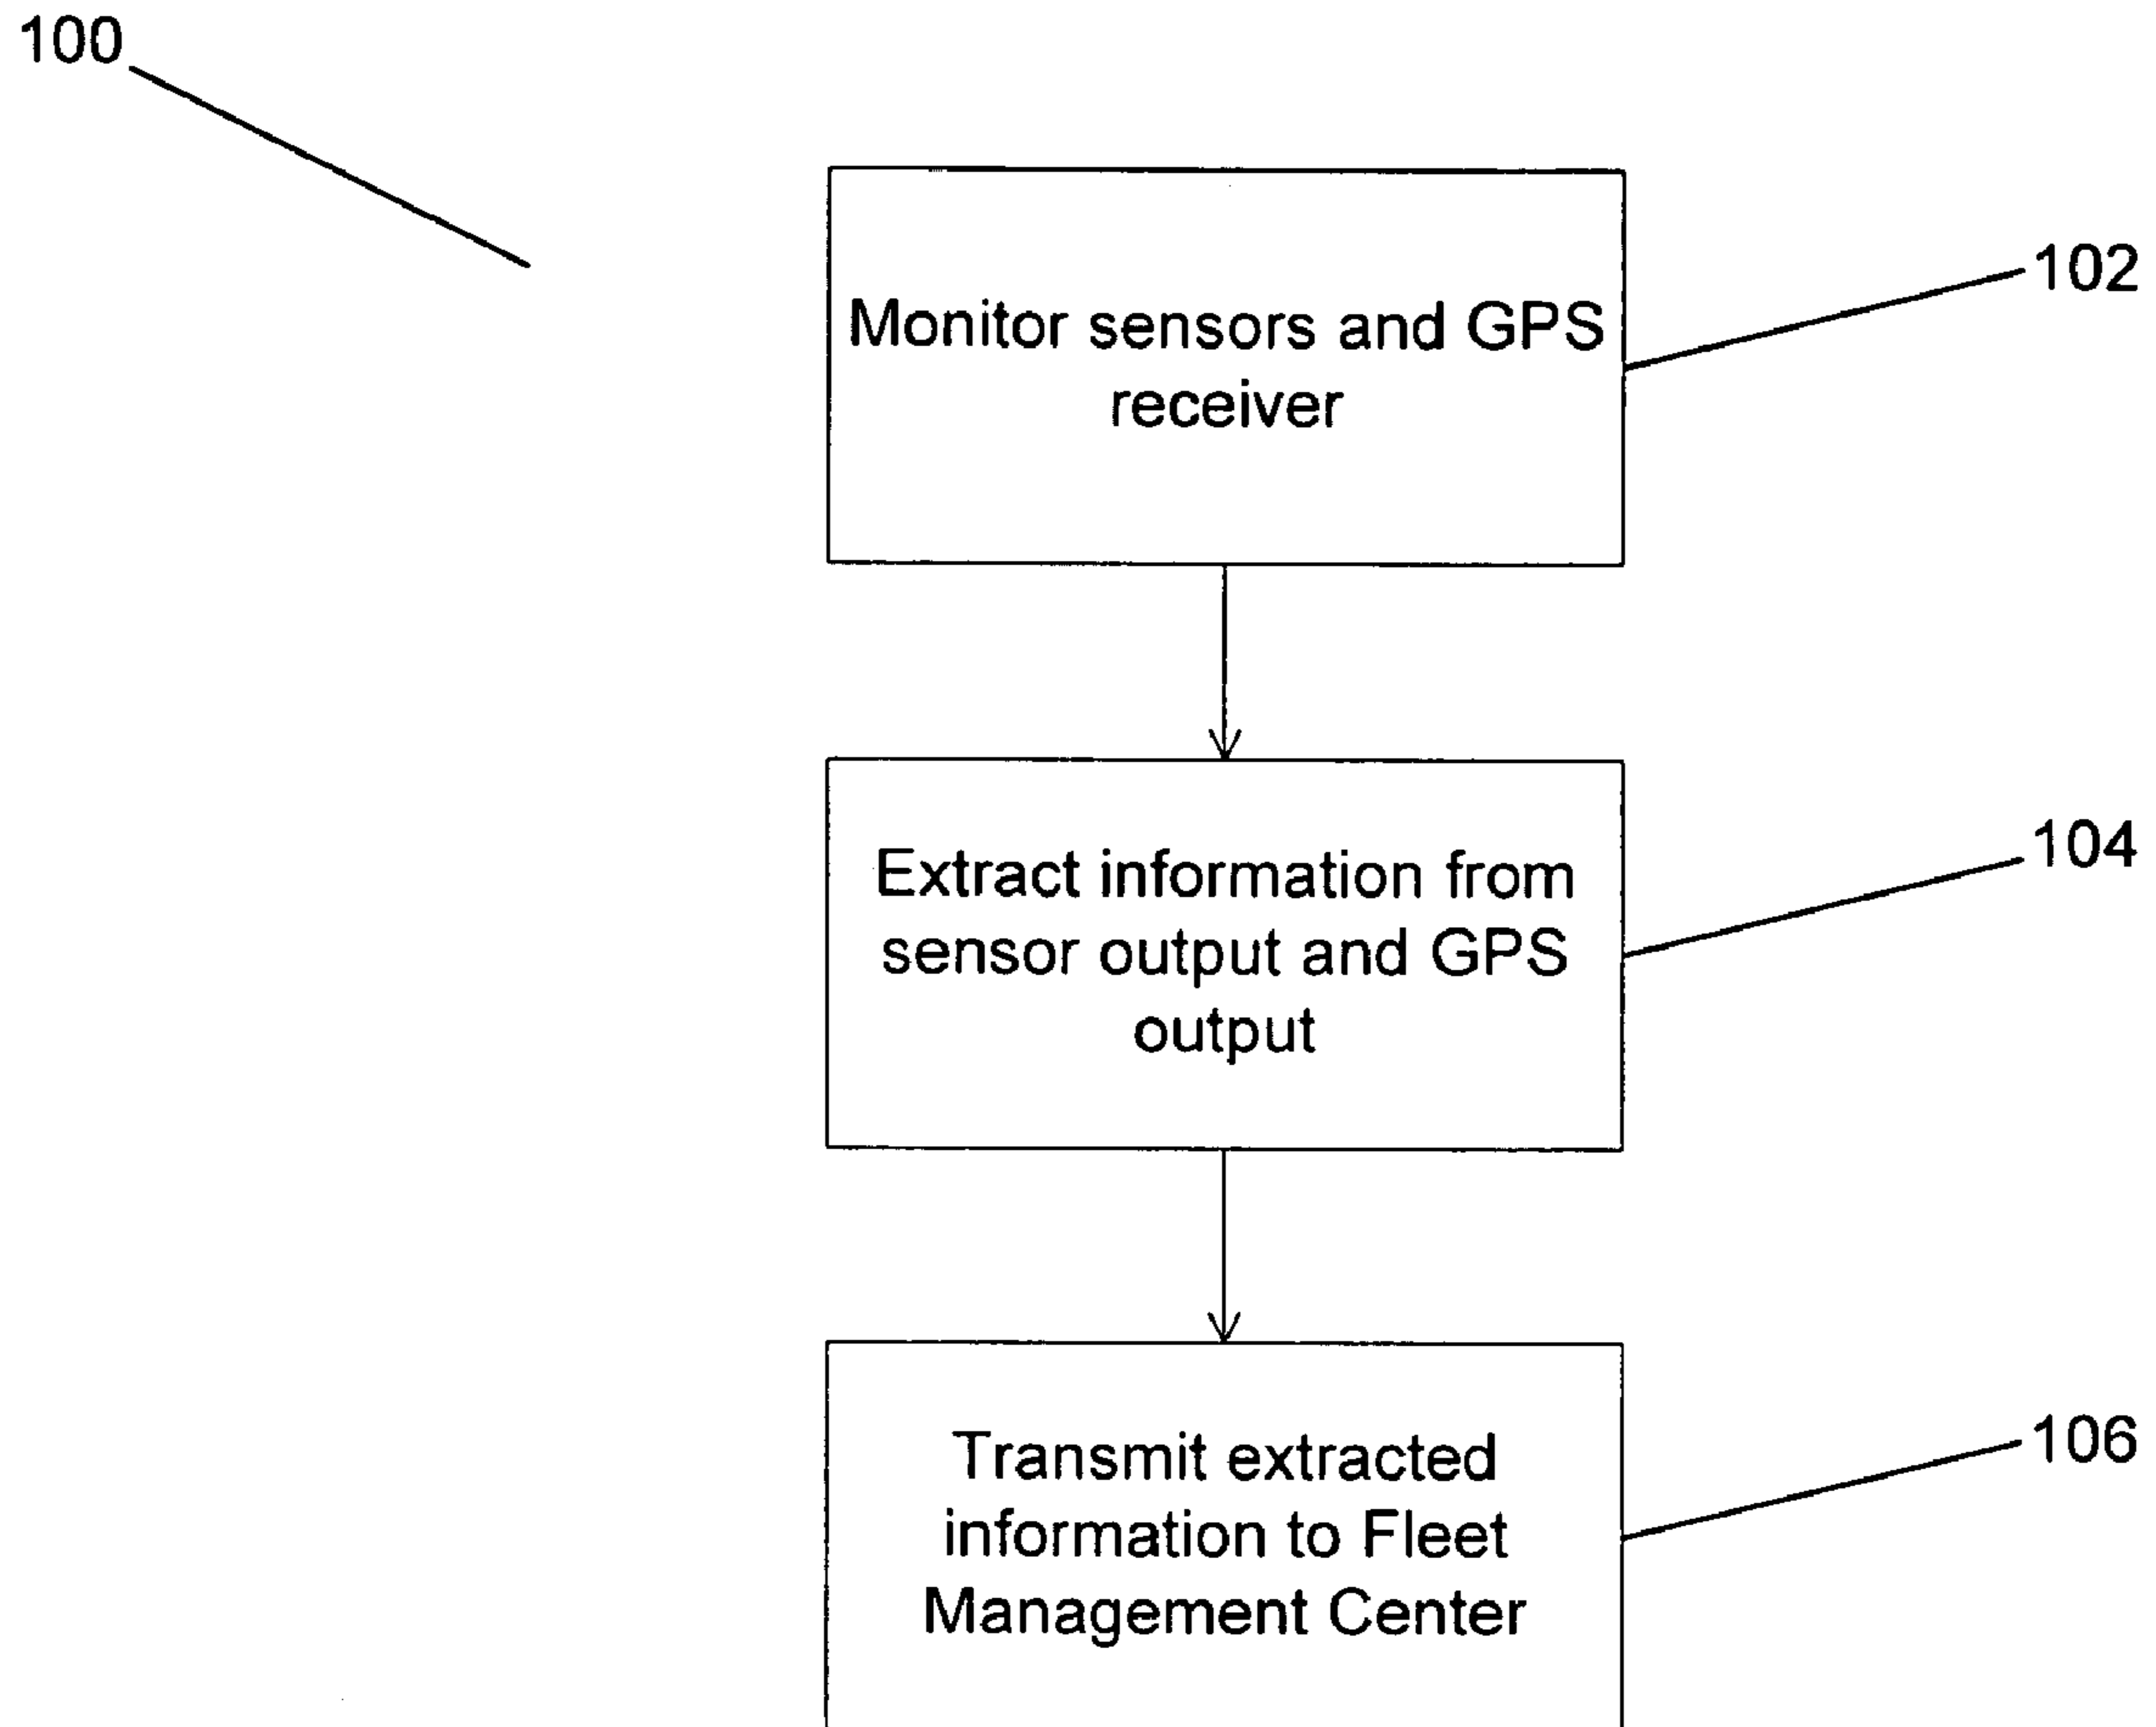 100
Monitor sensors and GPS
receiver
102
Extract information from
sensor output and GPS
output
104
Transmit extracted
information to Fleet
Management Center
106